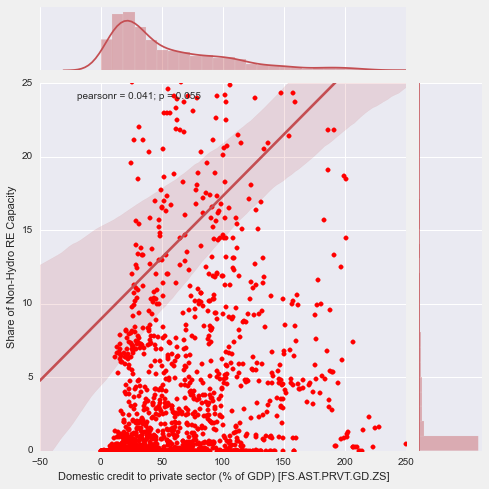 25
pearsonr = 0.041; p = 0.055
20
15
10
5
0
Share of Non-Hydro RE Capacity
−50 0 50 100 150 200 250
Domestic credit to private sector (% of GDP) [FS.AST.PRVT.GD.ZS]